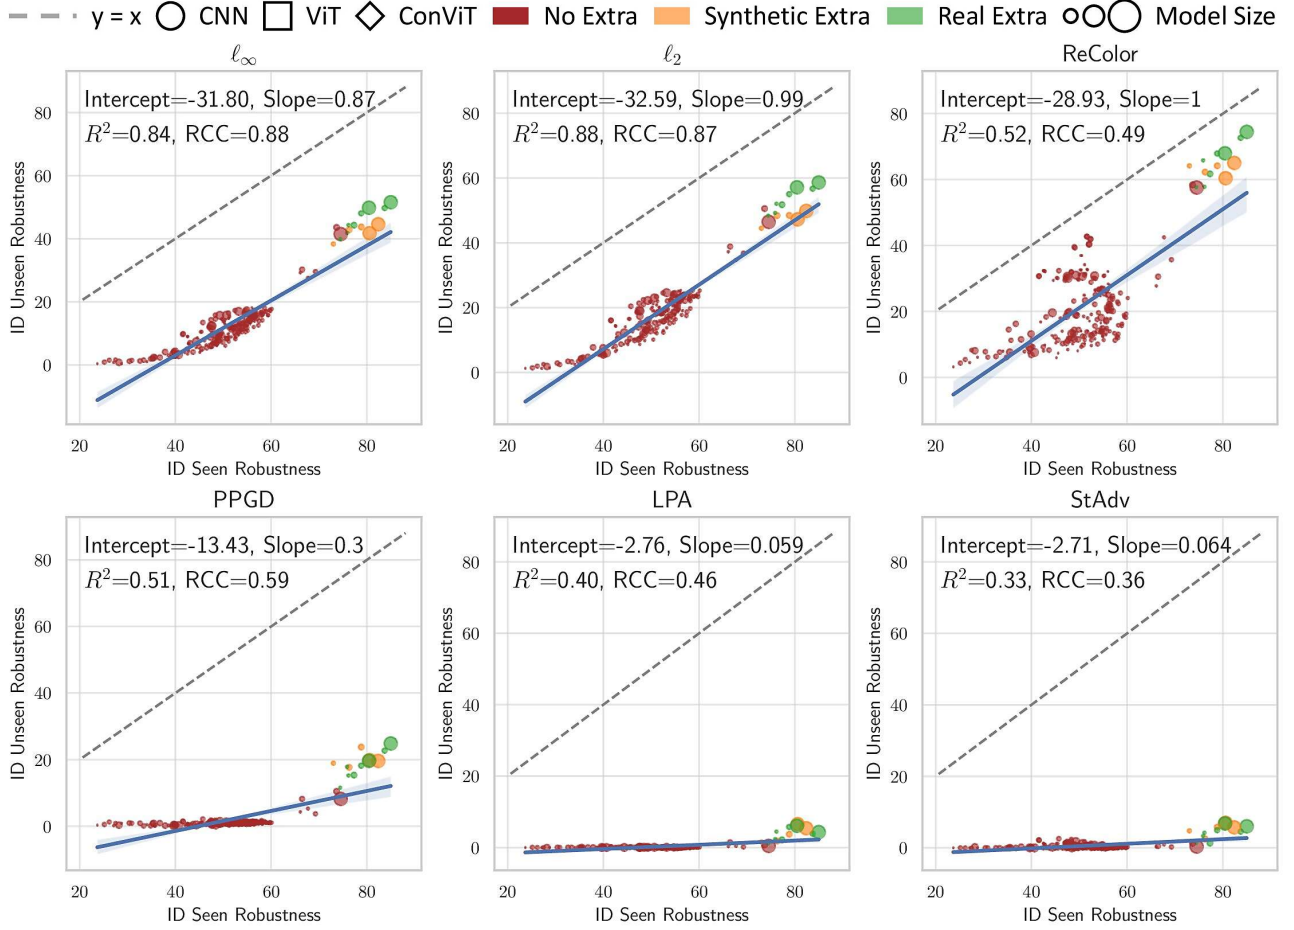 y = x CNN ViT ConViT No Extra Synthetic Extra Real Extra Model Size
ℓ∞
Intercept=-31.80, Slope=0.87
R²=0.84, RCC=0.88
80
60
40
20
0
ID Unseen Robustness
20 40 60 80
ID Seen Robustness
ℓ2
Intercept=-32.59, Slope=0.99
R²=0.88, RCC=0.87
80
60
40
20
0
ID Unseen Robustness
20 40 60 80
ID Seen Robustness
ReColor
Intercept=-28.93, Slope=1
R²=0.52, RCC=0.49
80
60
40
20
0
ID Unseen Robustness
20 40 60 80
ID Seen Robustness
PPGD
Intercept=-13.43, Slope=0.3
R²=0.51, RCC=0.59
80
60
40
20
0
ID Unseen Robustness
20 40 60 80
ID Seen Robustness
LPA
Intercept=-2.76, Slope=0.059
R²=0.40, RCC=0.46
80
60
40
20
0
ID Unseen Robustness
20 40 60 80
ID Seen Robustness
StAdv
Intercept=-2.71, Slope=0.064
R²=0.33, RCC=0.36
80
60
40
20
0
ID Unseen Robustness
20 40 60 80
ID Seen Robustness